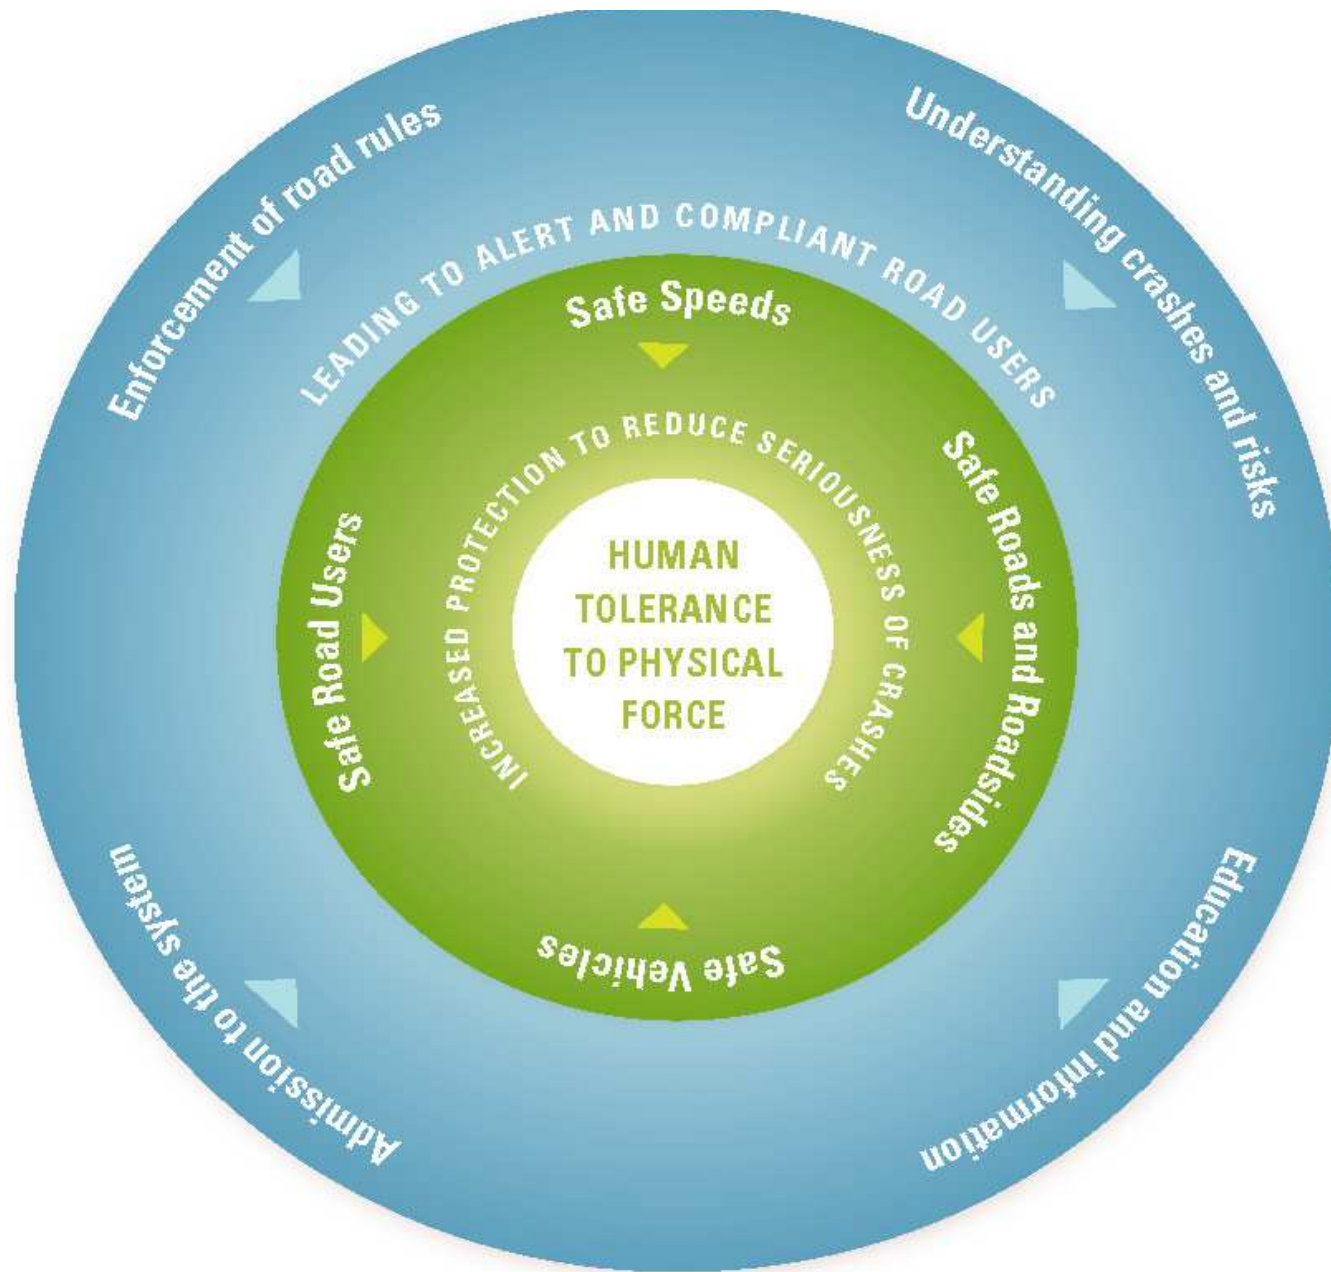 Enforcement of road rules
Understanding crashes and risks
LEADING TO ALERT AND COMPLIANT ROAD USERS
Safe Speeds
INCREASED PROTECTION TO REDUCE SERIOUSNESS OF CRASHES
Safe Road Users
Safe Roads and Roadsides
HUMAN
TOLERANCE
TO PHYSICAL
FORCE
Safe Vehicles
Admission to the system
Education and information